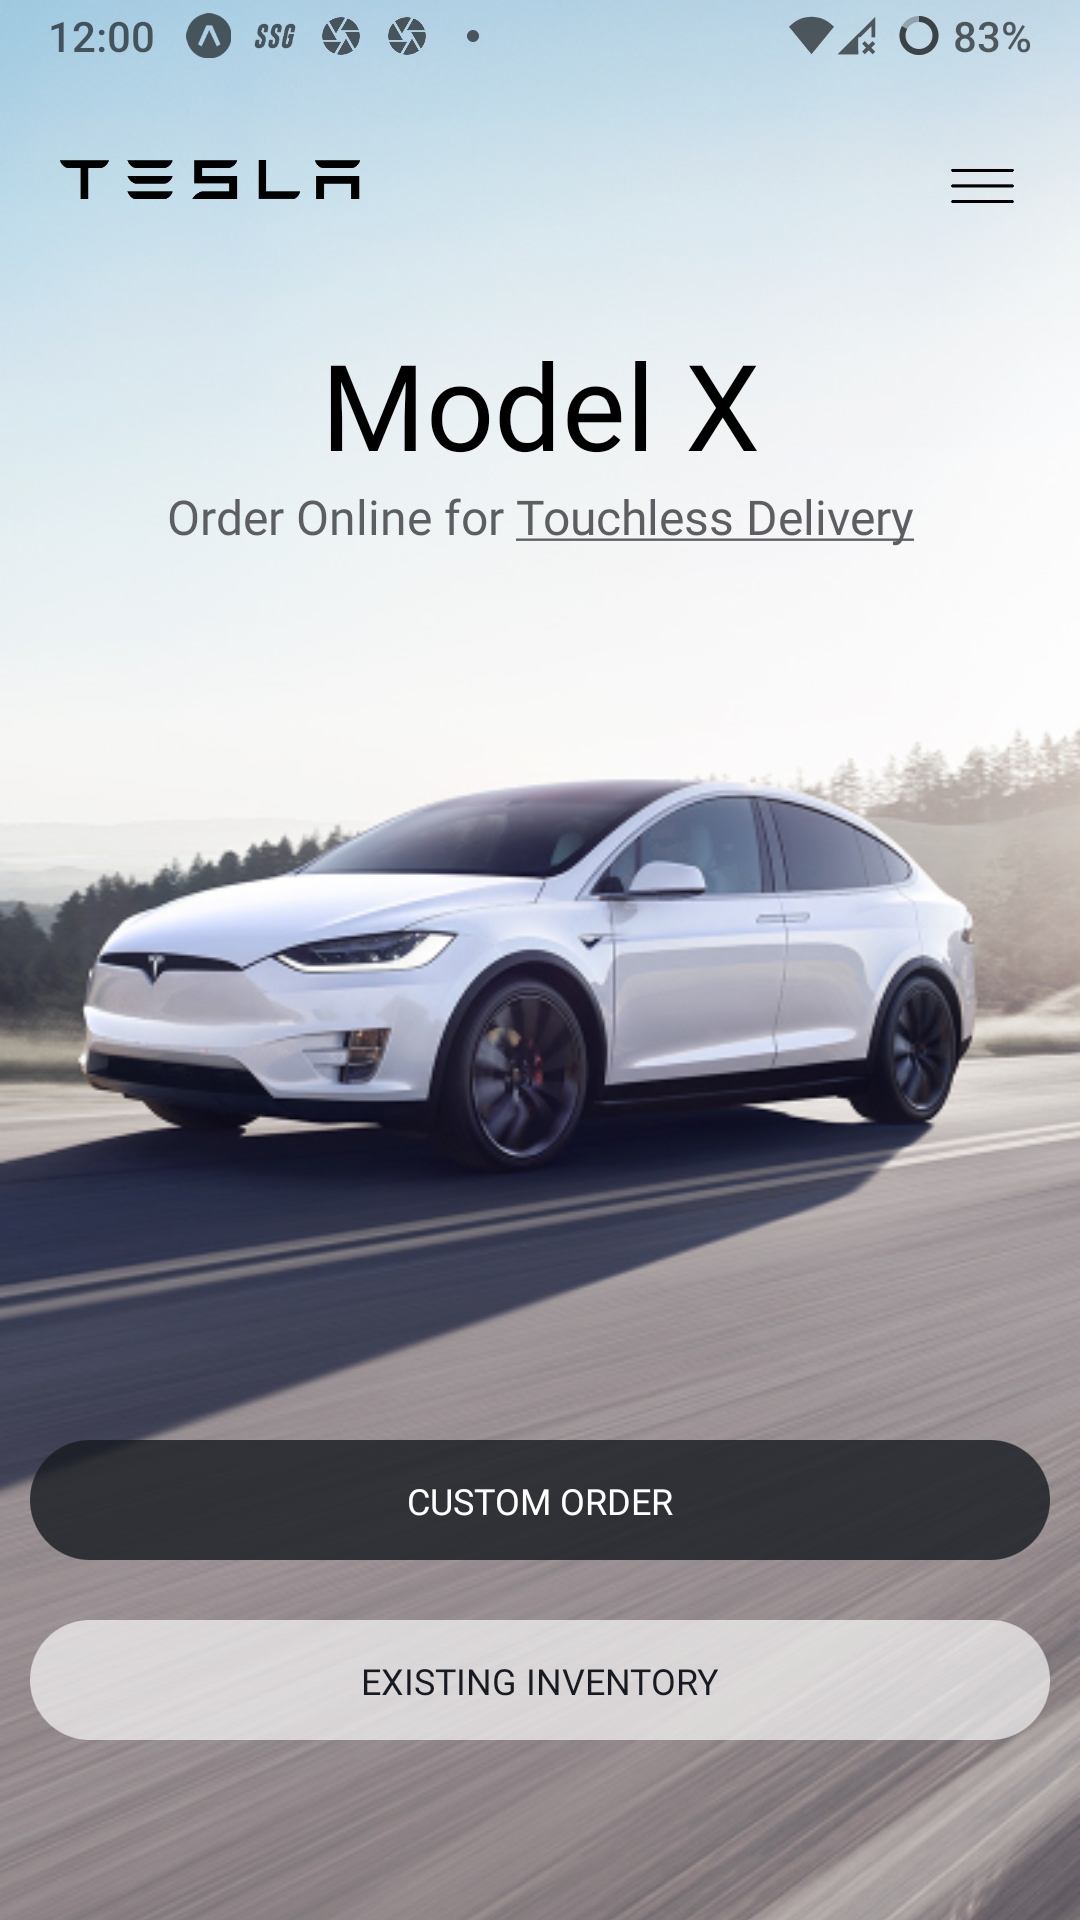 12:00 SSG 83%
TESLA
Model X
Order Online for Touchless Delivery
CUSTOM ORDER
EXISTING INVENTORY